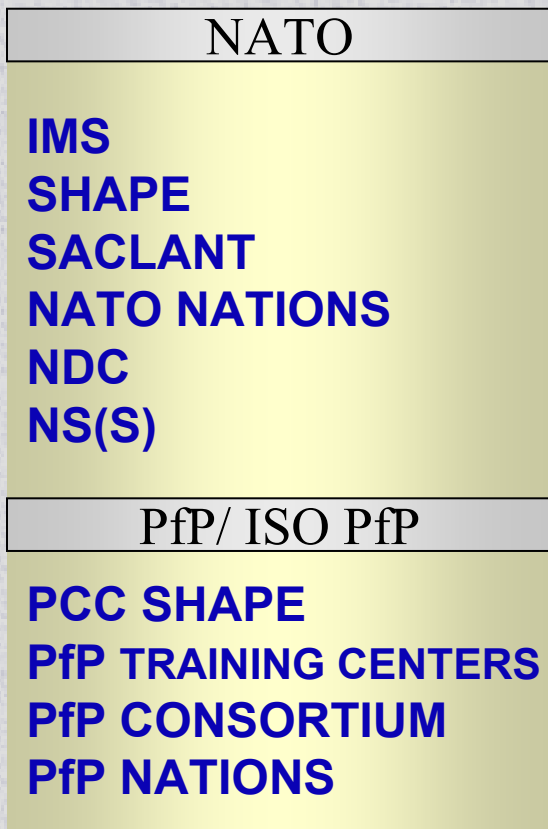 NATO
IMS
SHAPE
SACLANT
NATO NATIONS
NDC
NS(S)
PfP/ ISO PfP
PCC SHAPE
PfP TRAINING CENTERS
PfP CONSORTIUM
PfP NATIONS